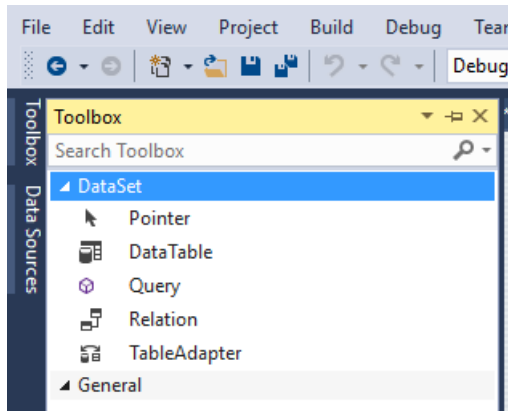 File Edit View Project Build Debug Tear
Debug
Toolbox
Data Sources
Toolbox
Search Toolbox
DataSet
Pointer
DataTable
Query
Relation
TableAdapter
General